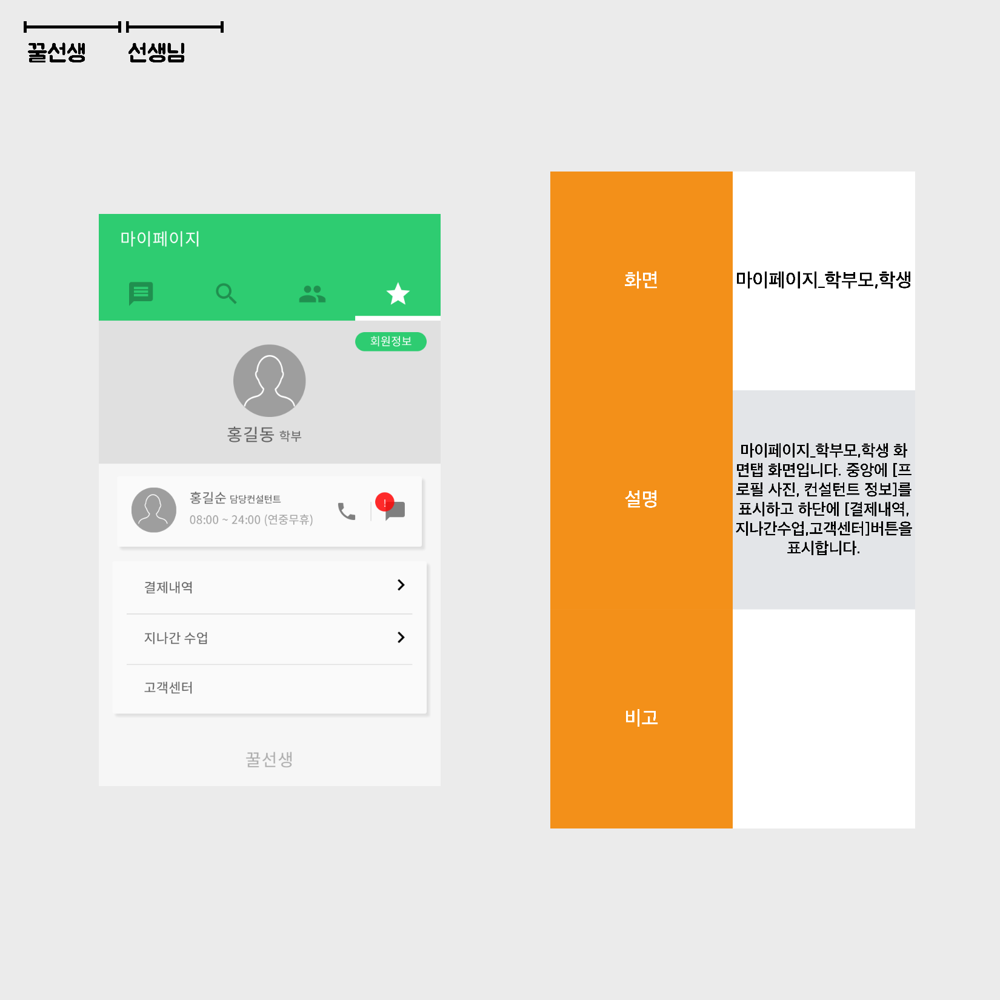 꿀선생 선생님
마이페이지
회원정보
홍길동 학부
홍길순 담당컨설턴트
08:00 ~ 24:00 (연중무휴)
!
결제내역
지나간 수업
고객센터
꿀선생
화면
마이페이지_학부모,학생
설명
마이페이지_학부모,학생 화
면탭 화면입니다. 중앙에 [프
로필 사진, 컨설턴트 정보]를
표시하고 하단에 [결제내역,
지나간수업,고객센터]버튼을
표시합니다.
비고